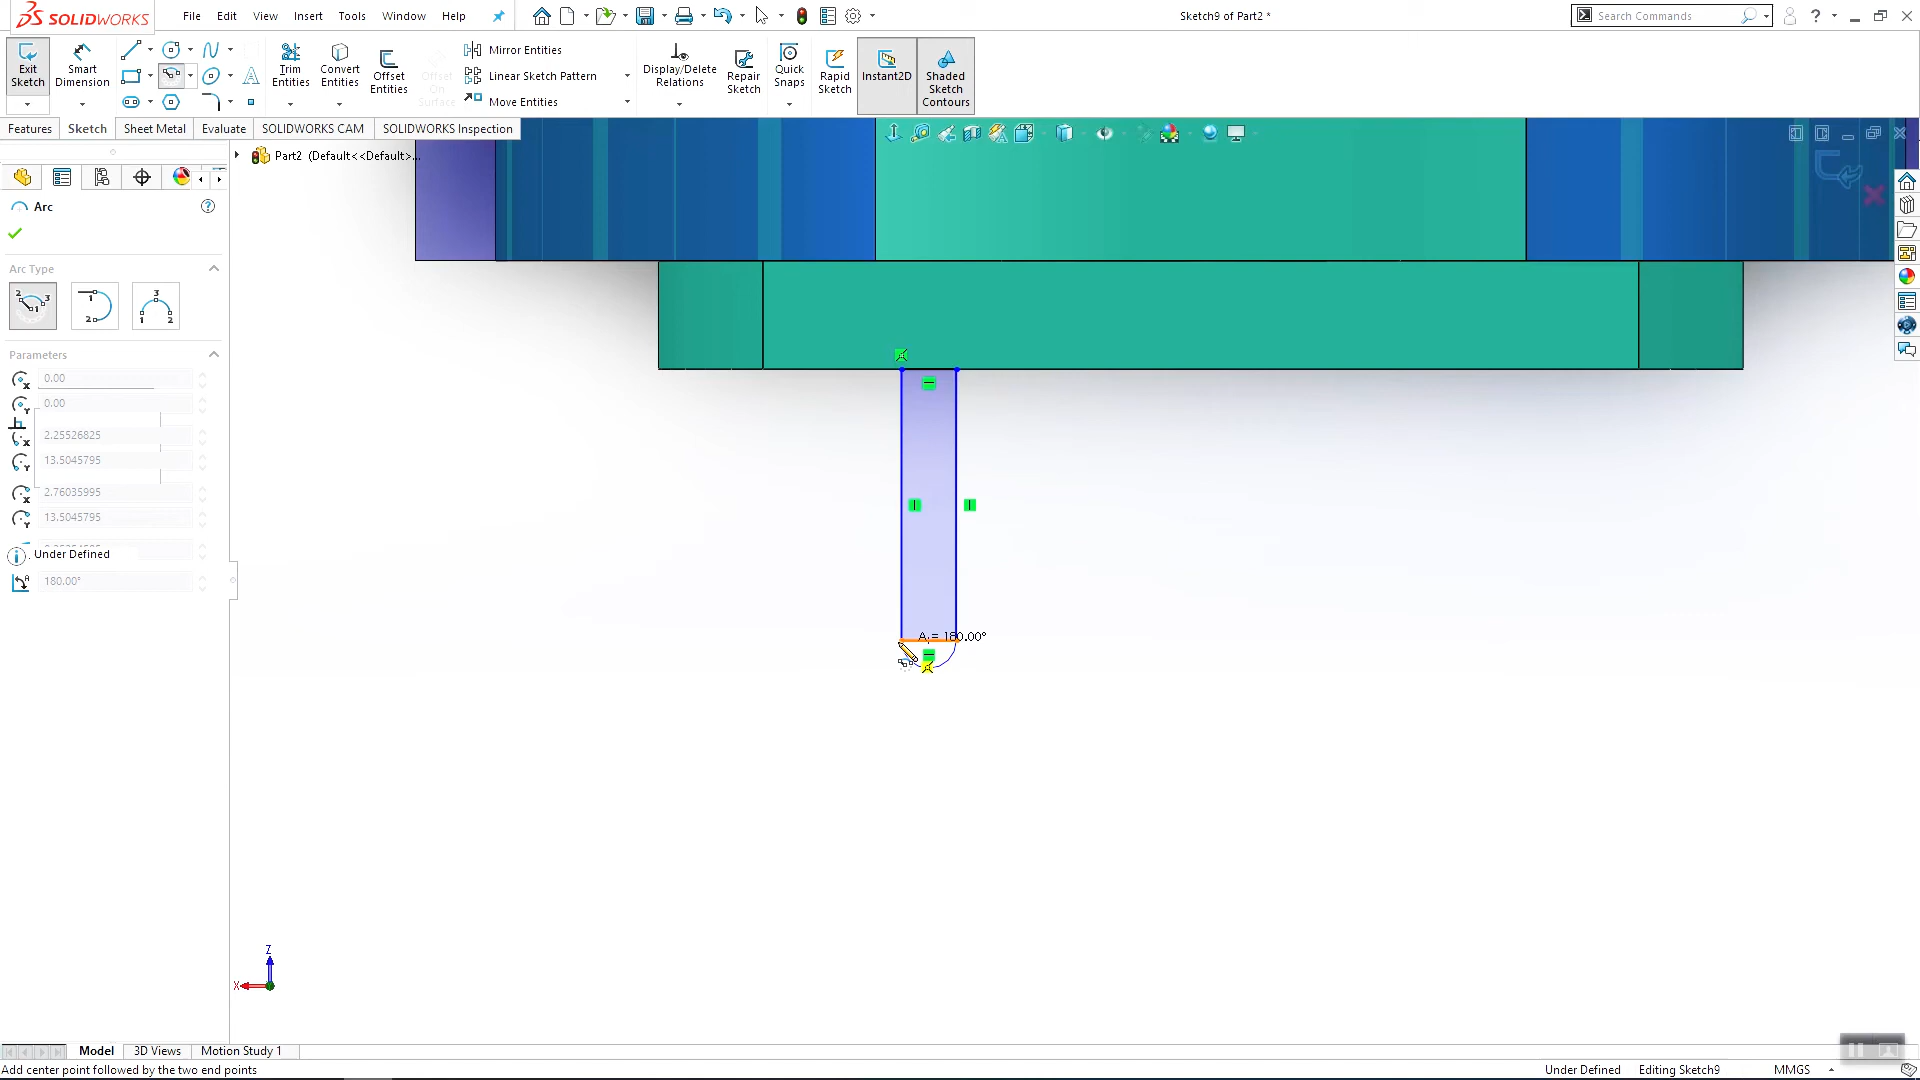 SOLIDWORKS
File Edit View Insert Tools Window Help
Sketch9 of Part2 *
Search Commands
Exit Sketch
Smart Dimension
Trim Entities
Convert Entities
Offset Entities
Offset On Surface
Mirror Entities
Linear Sketch Pattern
Move Entities
Display/Delete Relations
Repair Sketch
Quick Snaps
Rapid Sketch
Instant2D
Shaded Sketch Contours
Features Sketch Sheet Metal Evaluate SOLIDWORKS CAM SOLIDWORKS Inspection
Part2 (Default<<Default>...
Arc
Arc Type
Parameters
0.00
0.00
2.25526825
13.5045795
2.76035995
13.5045795
Under Defined
180.00°
A = 180.00°
Z
X
Model 3D Views Motion Study 1
Add center point followed by the two end points
Under Defined Editing Sketch9 MMGS